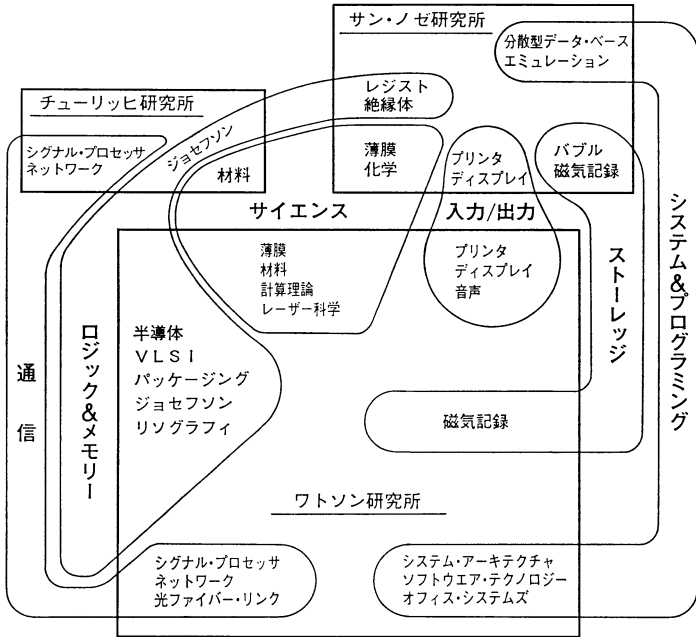 サン・ノゼ研究所
分散型データ・ベース
エミュレーション
レジスト
絶縁体
チューリッヒ研究所
シグナル・プロセッサ
ネットワーク
ジョセフソン
材料
薄膜
化学
プリンタ
ディスプレイ
バブル
磁気記録
サイエンス
入力/出力
薄膜
材料
計算理論
レーザー科学
プリンタ
ディスプレイ
音声
ストーレッジ
システム&プログラミング
通信
ロジック&メモリー
半導体
VLSI
パッケージング
ジョセフソン
リソグラフィ
磁気記録
ワトソン研究所
シグナル・プロセッサ
ネットワーク
光ファイバー・リンク
システム・アーキテクチャ
ソフトウエア・テクノロジー
オフィス・システムズ